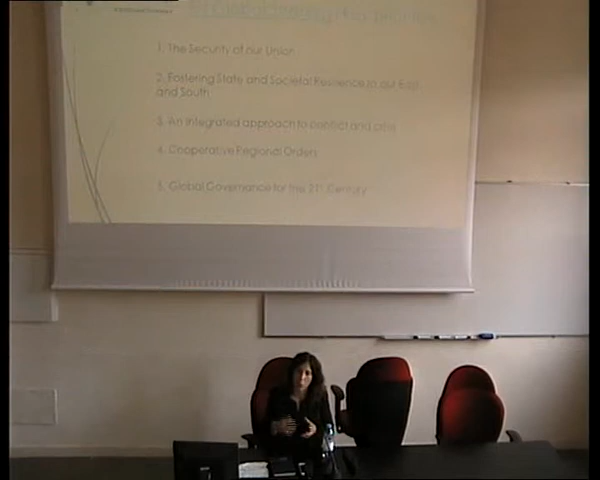 1. The Security of our Union
2. Fostering State and Societal Resilience to our East
and South
3. An integrated approach to conflict and crisis
4. Cooperative Regional Orders
5. Global Governance for the 21st Century